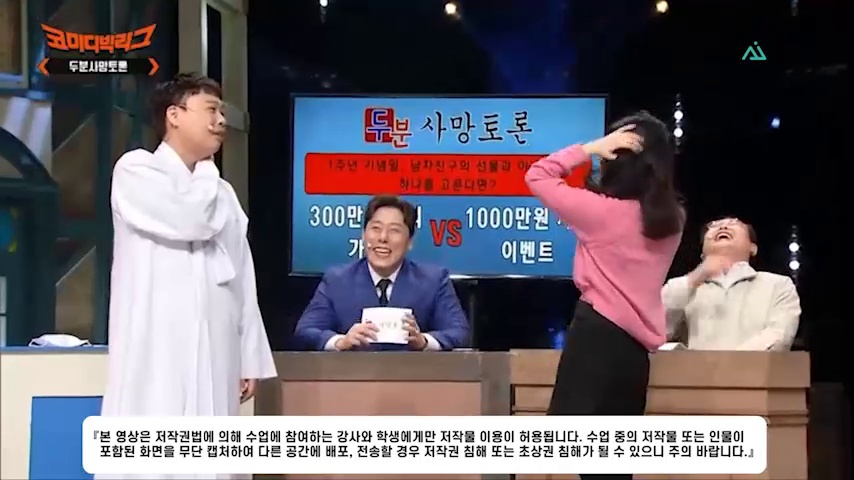 코미디빅리그
두분사망토론
두분 사망토론
1주년 기념일, 남자친구의 선물과
하나를 고른다면?
300만
VS
1000만원
이벤트
『본 영상은 저작권법에 의해 수업에 참여하는 강사와 학생에게만 저작물 이용이 허용됩니다. 수업 중의 저작물 또는 인물이
포함된 화면을 무단 캡처하여 다른 공간에 배포, 전송할 경우 저작권 침해 또는 초상권 침해가 될 수 있으니 주의 바랍니다.』